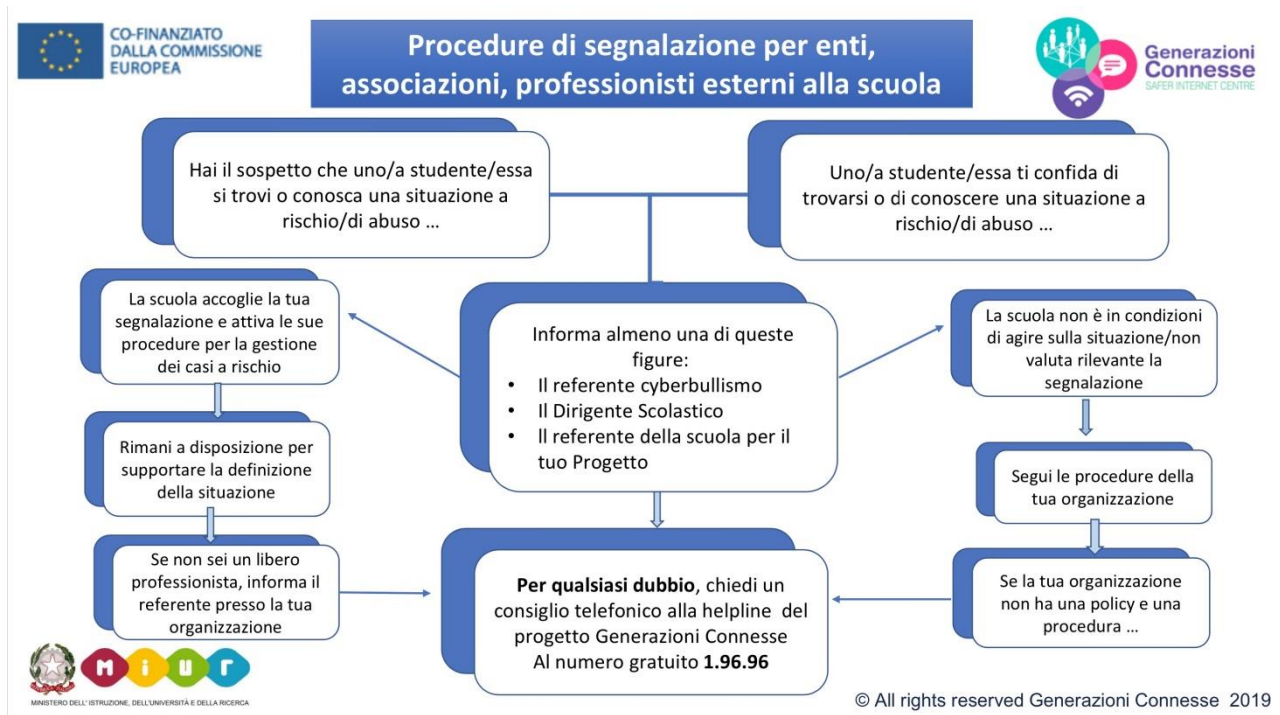 CO-FINANZIATO
DALLA COMMISSIONE
EUROPEA
Procedure di segnalazione per enti,
associazioni, professionisti esterni alla scuola
Generazioni
Connesse
SAFER INTERNET CENTRE
Hai il sospetto che uno/a studente/essa
si trovi o conosca una situazione a
rischio/di abuso ...
Uno/a studente/essa ti confida di
trovarsi o di conoscere una situazione a
rischio/di abuso ...
La scuola accoglie la tua
segnalazione e attiva le sue
procedure per la gestione
dei casi a rischio
Informa almeno una di queste
figure:
• Il referente cyberbullismo
• Il Dirigente Scolastico
• Il referente della scuola per il
tuo Progetto
La scuola non è in condizioni
di agire sulla situazione/non
valuta rilevante la
segnalazione
Rimani a disposizione per
supportare la definizione
della situazione
Segui le procedure della
tua organizzazione
Se non sei un libero
professionista, informa il
referente presso la tua
organizzazione
Per qualsiasi dubbio, chiedi un
consiglio telefonico alla helpline del
progetto Generazioni Connesse
Al numero gratuito 1.96.96
Se la tua organizzazione
non ha una policy e una
procedura ...
MiUr
MINISTERO DELL' ISTRUZIONE, DELL'UNIVERSITÀ E DELLA RICERCA
© All rights reserved Generazioni Connesse 2019